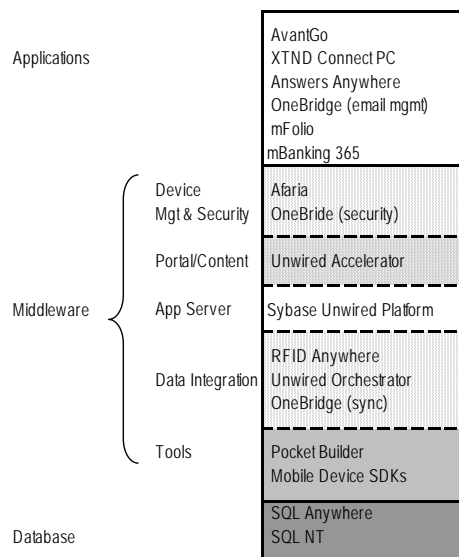 Applications
AvantGo
XTND Connect PC
Answers Anywhere
OneBridge (email mgmt)
mFolio
mBanking 365
Middleware
Device
Mgt & Security
Afaria
OneBride (security)
Portal/Content
Unwired Accelerator
App Server
Sybase Unwired Platform
Data Integration
RFID Anywhere
Unwired Orchestrator
OneBridge (sync)
Tools
Pocket Builder
Mobile Device SDKs
Database
SQL Anywhere
SQL NT